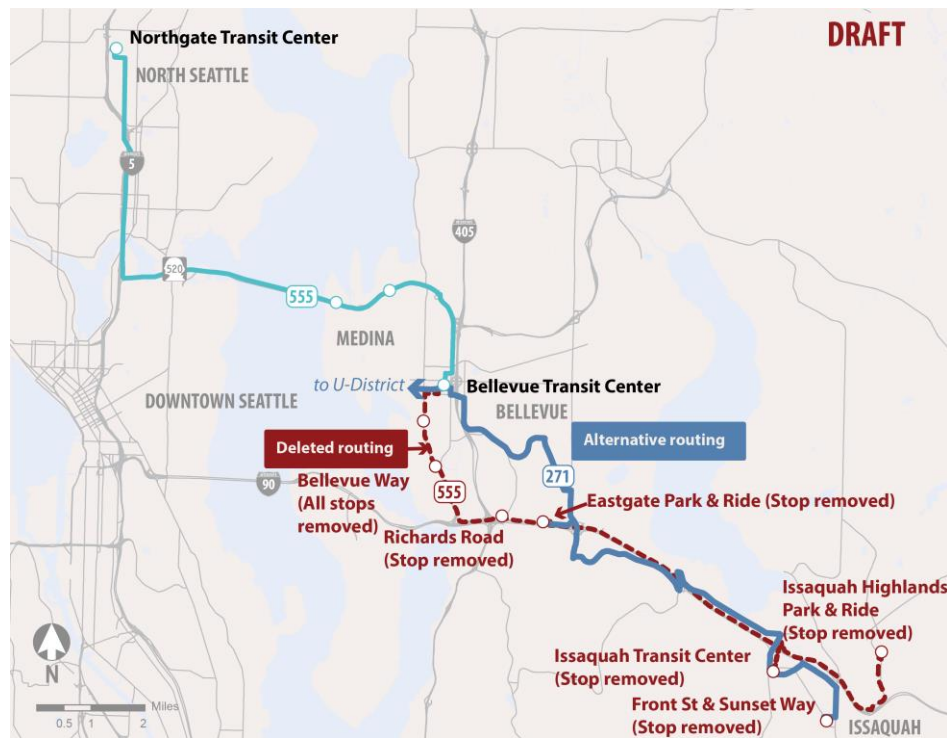 DRAFT
Northgate Transit Center
NORTH SEATTLE
5
405
520
555
MEDINA
to U-District
Bellevue Transit Center
DOWNTOWN SEATTLE
BELLEVUE
Deleted routing
Alternative routing
Bellevue Way
(All stops
removed)
90
555
271
Eastgate Park & Ride (Stop removed)
Richards Road
(Stop removed)
Issaquah Highlands
Park & Ride
(Stop removed)
Issaquah Transit Center
(Stop removed)
Front St & Sunset Way
(Stop removed)
ISSAQUAH
N
Miles
0.5 1 2